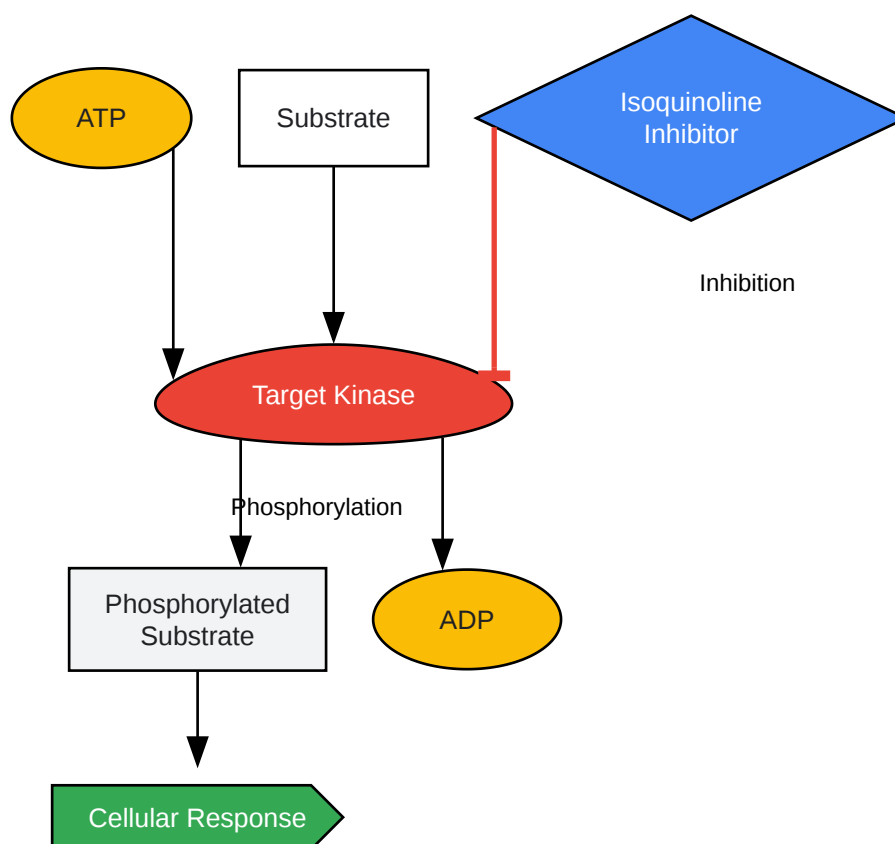 ATP
Substrate
Isoquinoline
Inhibitor
Inhibition
Target Kinase
Phosphorylation
Phosphorylated
Substrate
ADP
Cellular Response